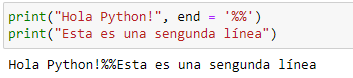 print("Hola Python!", end = '%%')
print("Esta es una sengunda línea")
Hola Python!%%Esta es una sengunda línea